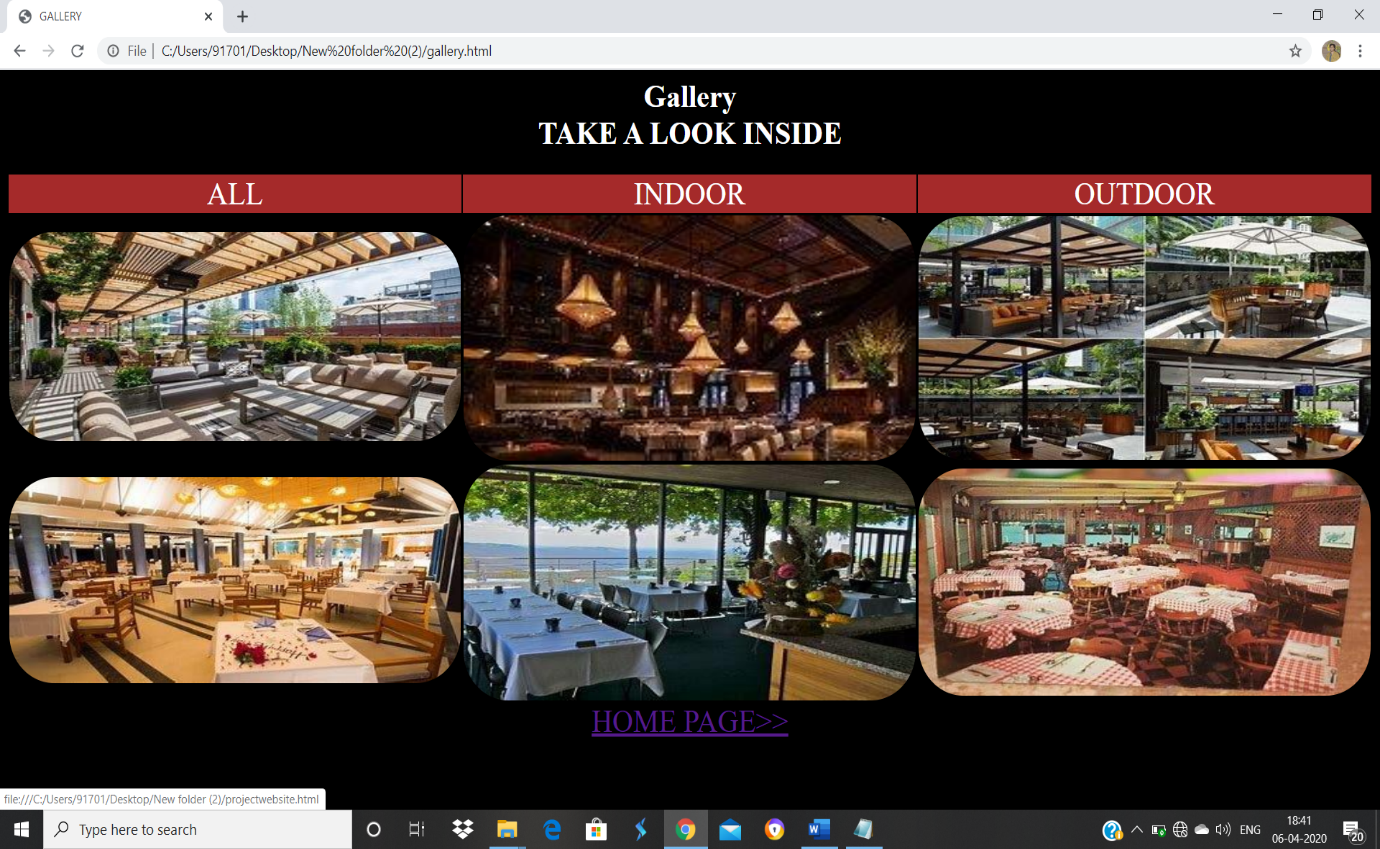 GALLERY
File | C:/Users/91701/Desktop/New%20folder%20(2)/gallery.html
Gallery
TAKE A LOOK INSIDE
ALL INDOOR OUTDOOR
HOME PAGE>>
file:///C:/Users/91701/Desktop/New folder (2)/projectwebsite.html
Type here to search
ENG
18:41
06-04-2020
20